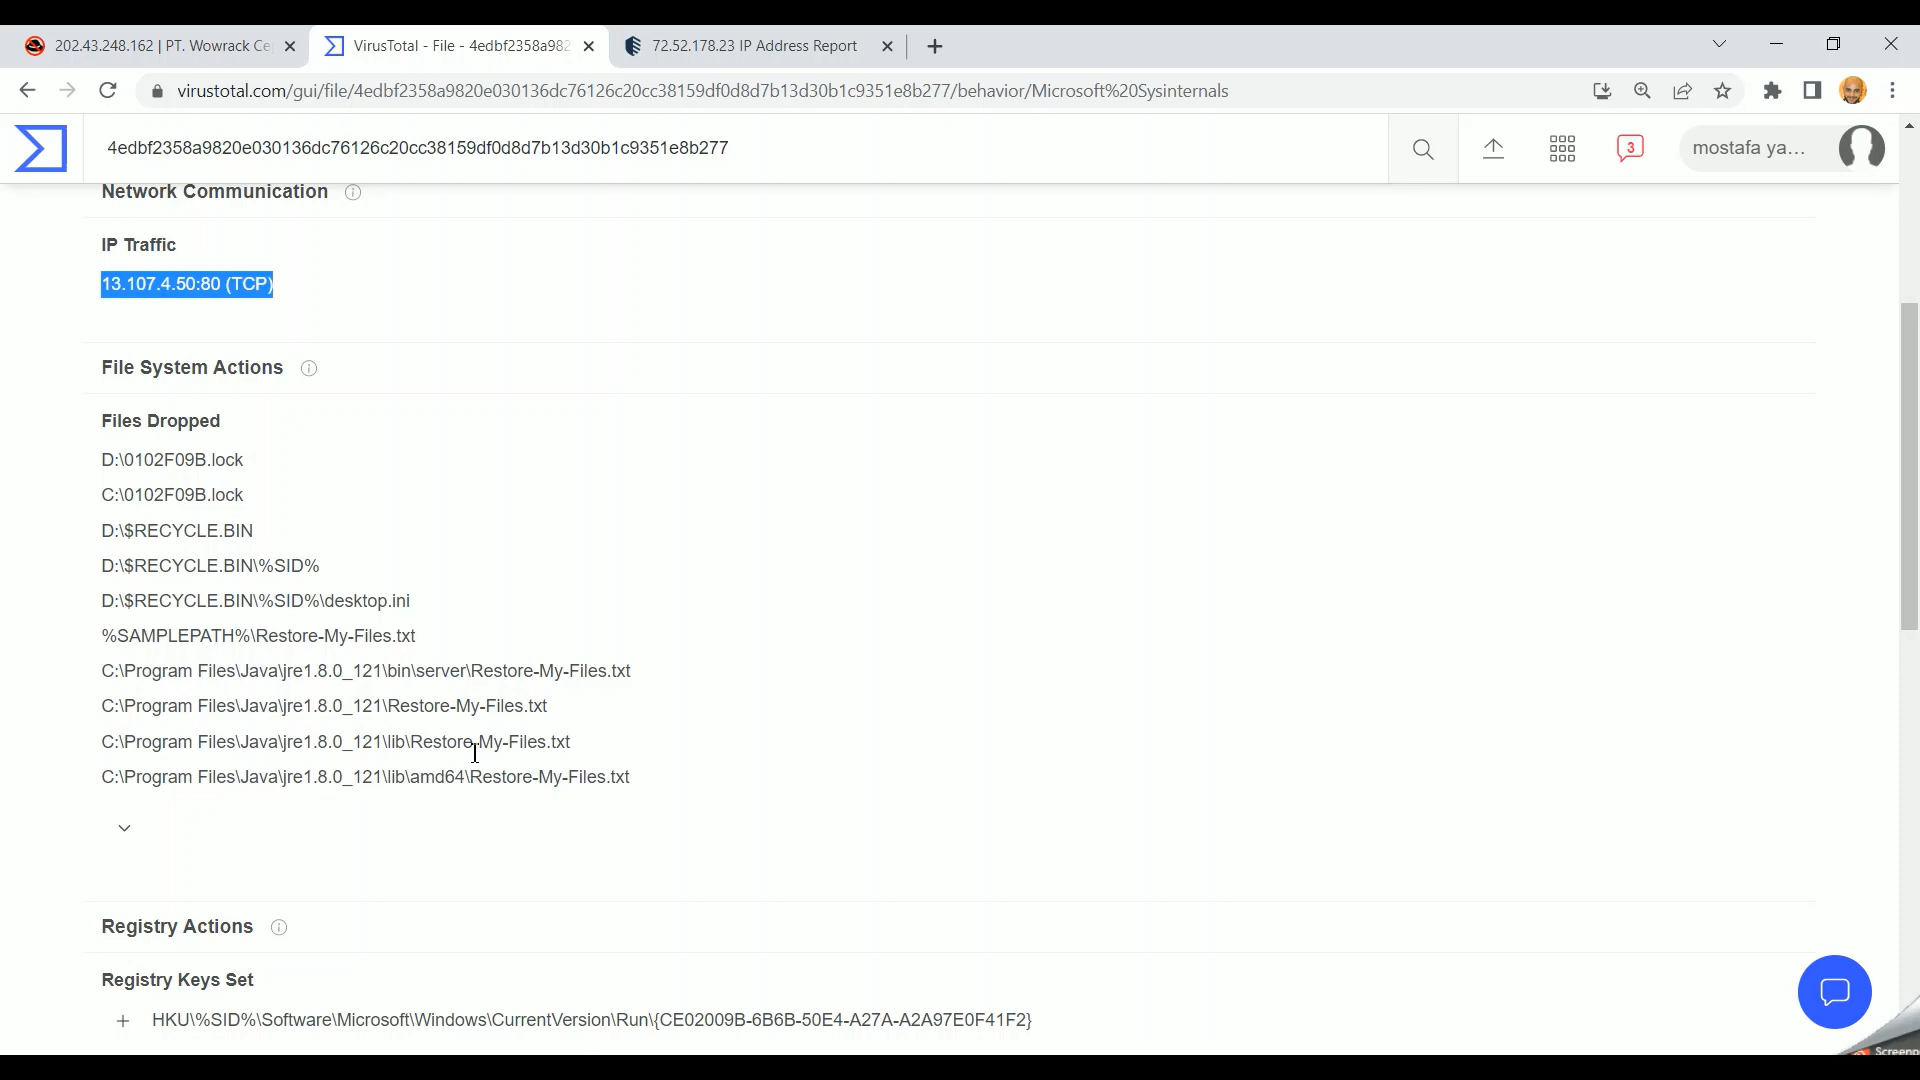 202.43.248.162 | PT. Wowrack Ce
VirusTotal - File - 4edbf2358a982
72.52.178.23 IP Address Report
virustotal.com/gui/file/4edbf2358a9820e030136dc76126c20cc38159df0d8d7b13d30b1c9351e8b277/behavior/Microsoft%20Sysinternals
4edbf2358a9820e030136dc76126c20cc38159df0d8d7b13d30b1c9351e8b277
3
mostafa ya...
Network Communication
IP Traffic
13.107.4.50:80 (TCP)
File System Actions
Files Dropped
D:\0102F09B.lock
C:\0102F09B.lock
D:\$RECYCLE.BIN
D:\$RECYCLE.BIN\%SID%
D:\$RECYCLE.BIN\%SID%\desktop.ini
%SAMPLEPATH%\Restore-My-Files.txt
C:\Program Files\Java\jre1.8.0_121\bin\server\Restore-My-Files.txt
C:\Program Files\Java\jre1.8.0_121\Restore-My-Files.txt
C:\Program Files\Java\jre1.8.0_121\lib\Restore-My-Files.txt
C:\Program Files\Java\jre1.8.0_121\lib\amd64\Restore-My-Files.txt
Registry Actions
Registry Keys Set
HKU\%SID%\Software\Microsoft\Windows\CurrentVersion\Run\{CE02009B-6B6B-50E4-A27A-A2A97E0F41F2}